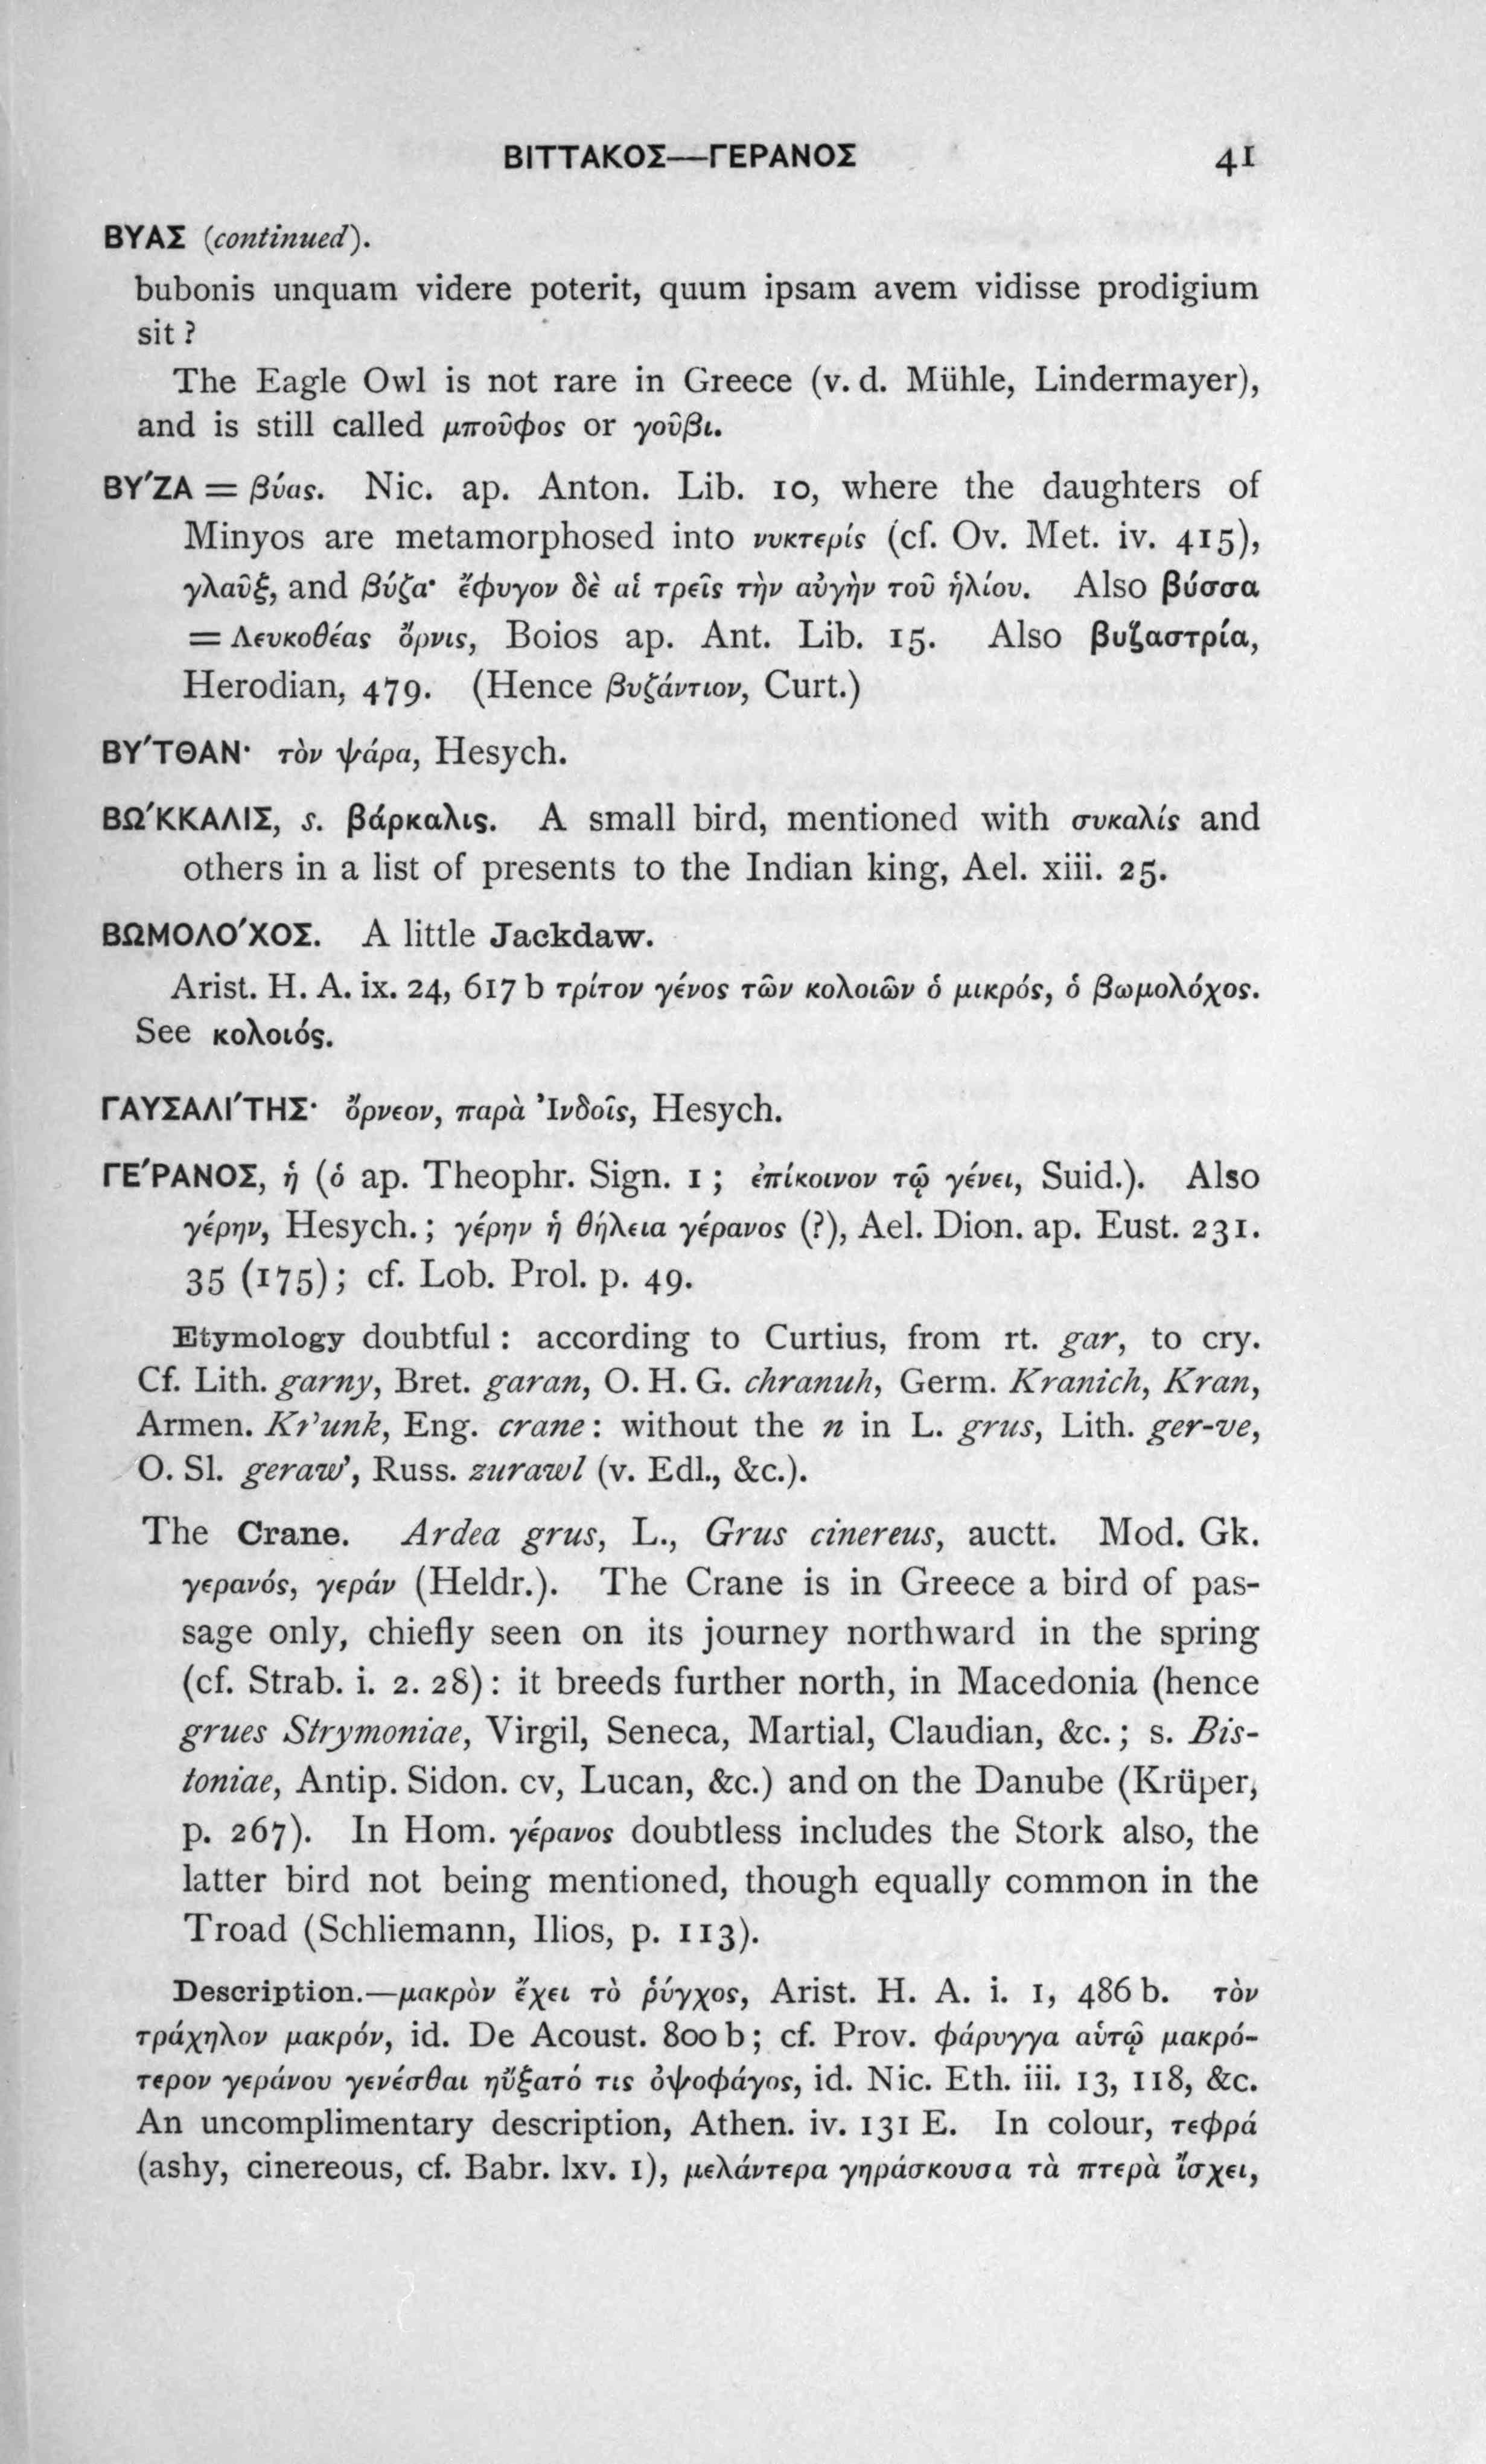 ΒΙΤΤΑΚΟΣ—ΓΕΡΑΝΟΣ 41
ΒΥΑΣ (continued).
bubonis unquam videre poterit, quum ipsam avem vidisse prodigium
sit ?
The Eagle Owl is not rare in Greece (v. d. Mühle, Lindermayer),
and is still called μποῦφος or γοῦβι.
ΒΥ´ΖΑ = βύας. Nic. ap. Anton. Lib. 10, where the daughters of
Minyos are metamorphosed into νυκτερίς (cf. Ov. Met. iv. 415),
γλαῦξ, and βύζα· ἔφυγον δὲ αἱ τρεῖς τὴν αὐγὴν τοῦ ἡλίου. Also βύσσα
= Λευκοθέας ὄρνις, Boios ap. Ant. Lib. 15. Also βυζαστρία,
Herodian, 479. (Hence βυζάντιον, Curt.)
ΒΥ´ΤΘΑΝ· τὸν ψάρα, Hesych.
ΒΩ´ΚΚΑΛΙΣ, s. βάρκαλις. A small bird, mentioned with συκαλίς and
others in a list of presents to the Indian king, Ael. xiii. 25.
ΒΩΜΟΛΟ´ΧΟΣ. A little Jackdaw.
Arist. H. A. ix. 24, 617 b τρίτον γένος τῶν κολοιῶν ὁ μικρός, ὁ βωμολόχος.
See κολοιός.
ΓΑΥΣΑΛΙ´ΤΗΣ· ὄρνεον, παρὰ Ἰνδοῖς, Hesych.
ΓΕ´ΡΑΝΟΣ, ἡ (ὁ ap. Theophr. Sign. 1 ; ἐπίκοινον τῷ γένει, Suid.). Also
γέρην, Hesych. ; γέρην ἡ θήλεια γέρανος (?), Ael. Dion. ap. Eust. 231.
35 (175) ; cf. Lob. Prol. p. 49.
Etymology doubtful : according to Curtius, from rt. gar, to cry.
Cf. Lith. garny, Bret. garan, O. H. G. chranuh, Germ. Kranich, Kran,
Armen. Kr'unk, Eng. crane : without the n in L. grus, Lith. ger-ve,
O. Sl. geraw', Russ. zurawl (v. Edl., &c.).
The Crane. Ardea grus, L., Grus cinereus, auctt. Mod. Gk.
γερανός, γεράν (Heldr.). The Crane is in Greece a bird of pas-
sage only, chiefly seen on its journey northward in the spring
(cf. Strab. i. 2. 28) : it breeds further north, in Macedonia (hence
grues Strymoniae, Virgil, Seneca, Martial, Claudian, &c. ; s. Bis-
toniae, Antip. Sidon. cv, Lucan, &c.) and on the Danube (Krüper,
p. 267). In Hom. γέρανος doubtless includes the Stork also, the
latter bird not being mentioned, though equally common in the
Troad (Schliemann, Ilios, p. 113).
Description.—μακρὸν ἔχει τὸ ῥύγχος, Arist. H. A. i. 1, 486 b. τὸν
τράχηλον μακρόν, id. De Acoust. 800 b ; cf. Prov. φάρυγγα αὑτῷ μακρό-
τερον γεράνου γενέσθαι ηὔξατό τις ὀψοφάγος, id. Nic. Eth. iii. 13, 118, &c.
An uncomplimentary description, Athen. iv. 131 E. In colour, τεφρά
(ashy, cinereous, cf. Babr. lxv. 1), μελάντερα γηράσκουσα τὰ πτερὰ ἴσχει,